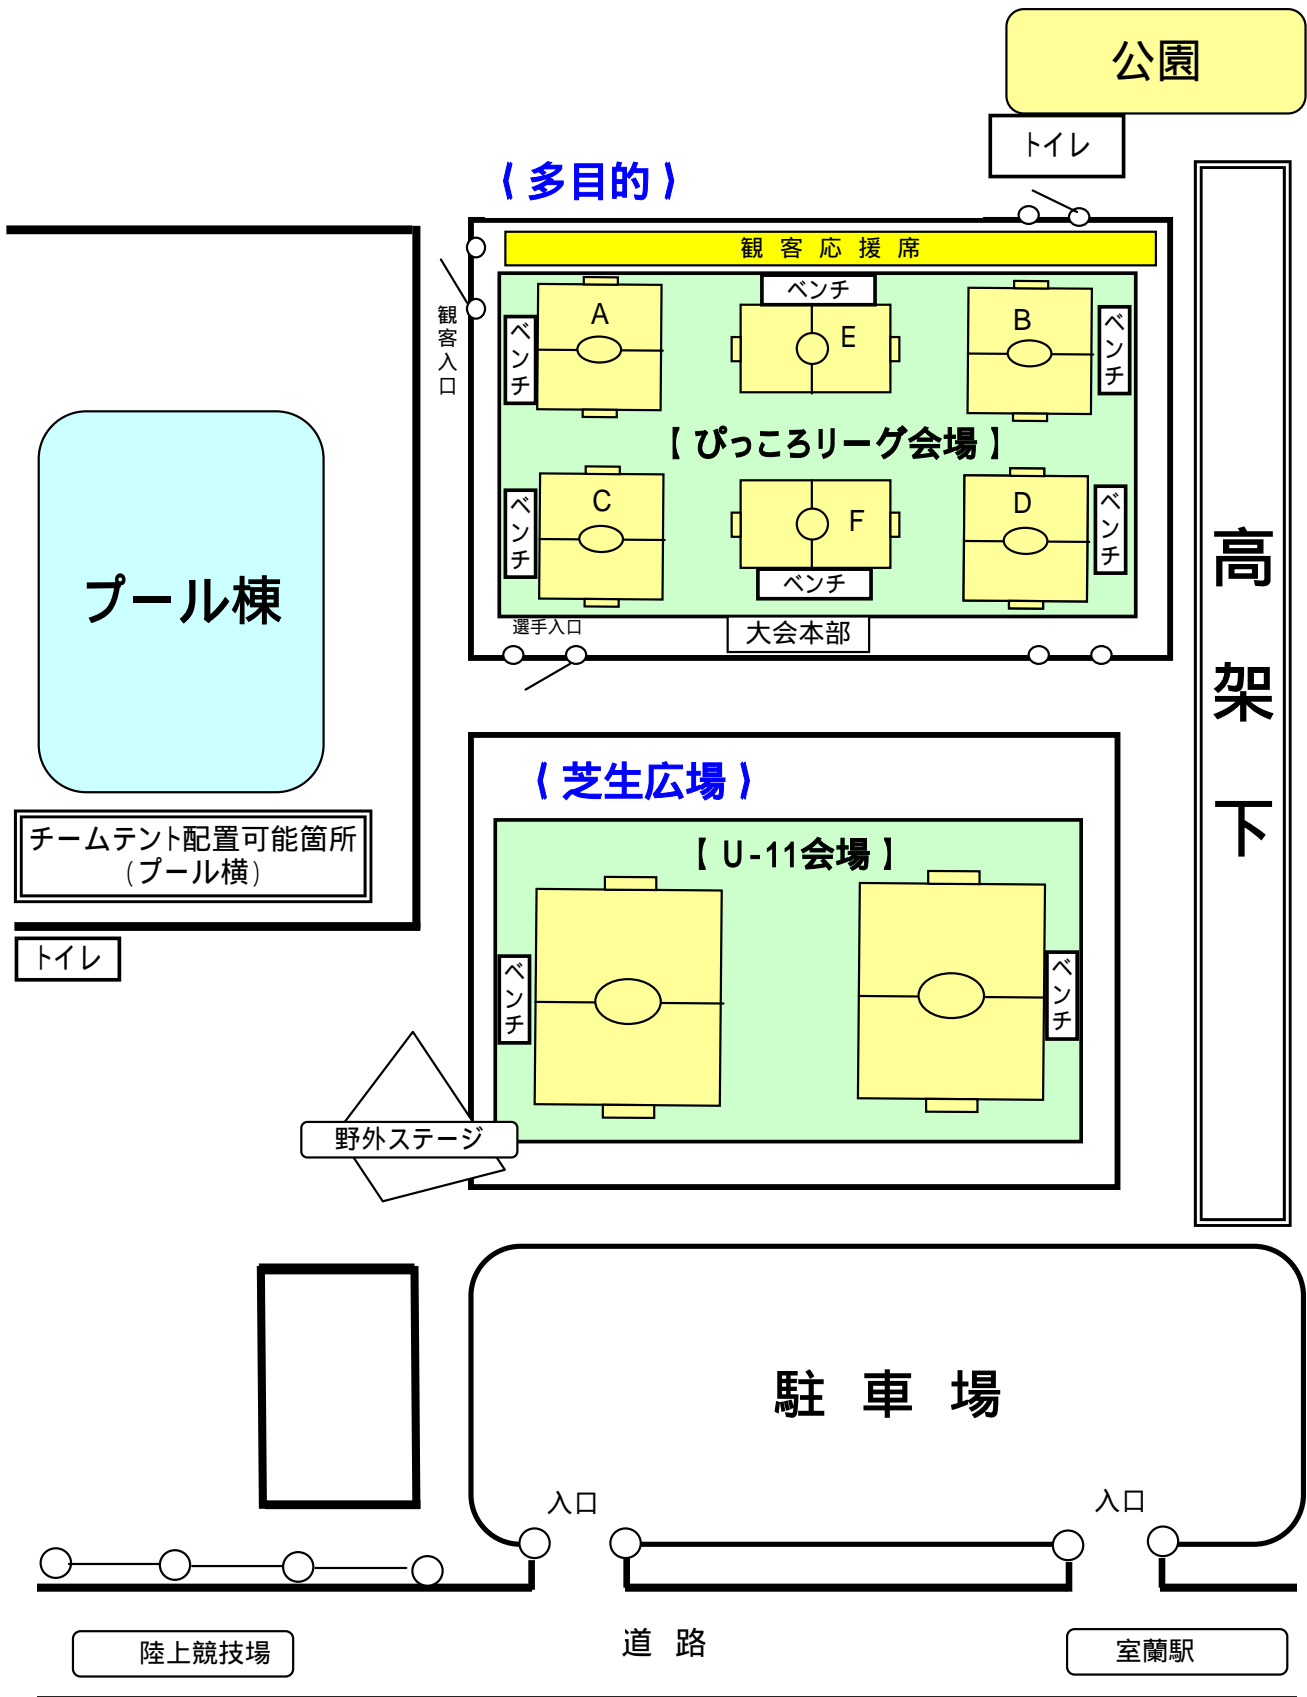 公園
トイレ
⟨ 多目的 ⟩
観客応援席
観客入口
ベンチ
A
ベンチ
E
B
ベンチ
【 ぴっころリーグ会場 】
ベンチ
C
F
ベンチ
D
ベンチ
選手入口
大会本部
高架下
プール棟
チームテント配置可能箇所
(プール横)
トイレ
⟨ 芝生広場 ⟩
【 U-11会場 】
ベンチ
ベンチ
野外ステージ
駐車場
入口
入口
道路
陸上競技場
室蘭駅